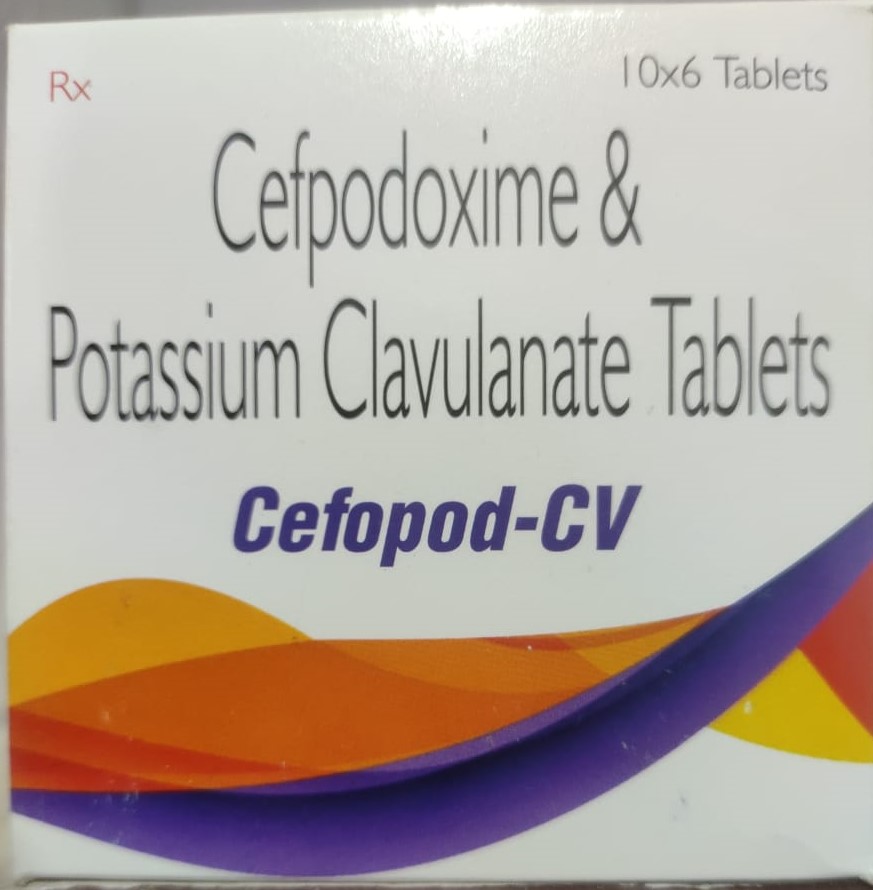 Rx
10x6 Tablets
Cefpodoxime &
Potassium Clavulanate Tablets
Cefopod-CV